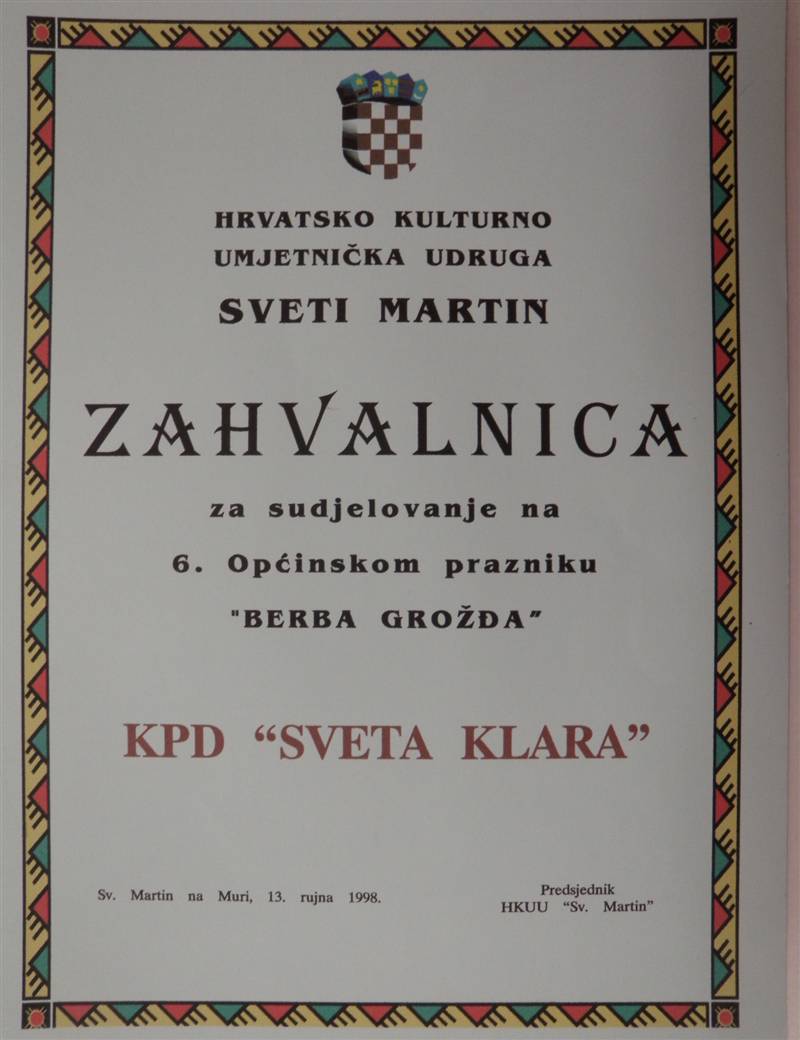 HRVATSKO KULTURNO
UMJETNIČKA UDRUGA
SVETI MARTIN
ZAHVALNICA
za sudjelovanje na
6. Općinskom prazniku
"BERBA GROŽĐA"
KPD “SVETA KLARA”
Sv. Martin na Muri, 13. rujna 1998.
Predsjednik
HKUU “Sv. Martin”